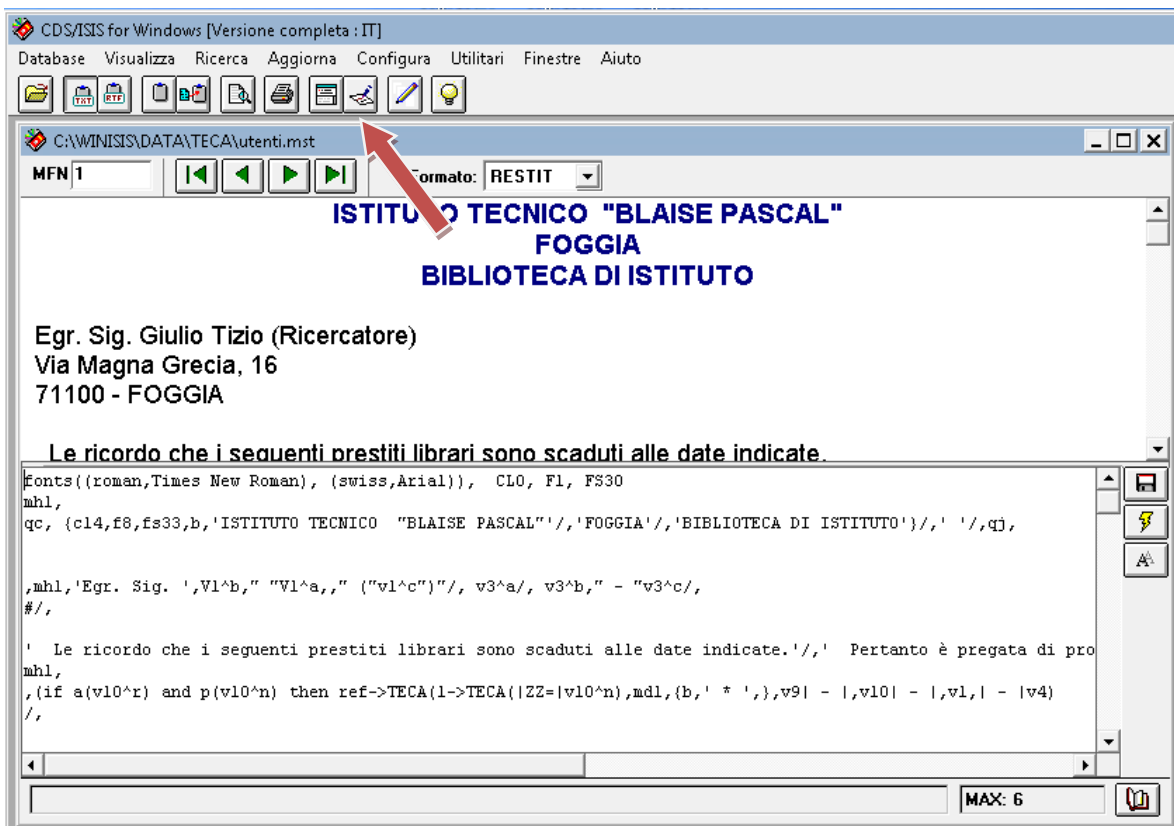 CDS/ISIS for Windows [Versione completa : IT]
Database Visualizza Ricerca Aggiorna Configura Utilitari Finestre Aiuto
TXT RTF
C:\WINISIS\DATA\TECA\utenti.mst
MFN 1 Formato: RESTIT
ISTITUTO TECNICO "BLAISE PASCAL"
FOGGIA
BIBLIOTECA DI ISTITUTO
Egr. Sig. Giulio Tizio (Ricercatore)
Via Magna Grecia, 16
71100 - FOGGIA
Le ricordo che i seguenti prestiti librari sono scaduti alle date indicate.
fonts((roman,Times New Roman), (swiss,Arial)), CL0, F1, FS30
mhl,
qc, {cl4,f8,fs33,b,'ISTITUTO TECNICO "BLAISE PASCAL"'/,'FOGGIA'/,'BIBLIOTECA DI ISTITUTO'}/,' '/,qj,
,mhl,'Egr. Sig. ',V1^b," "V1^a,," ("v1^c")"/, v3^a/, v3^b," - "v3^c/,
#/,
' Le ricordo che i seguenti prestiti librari sono scaduti alle date indicate.'/,' Pertanto è pregata di pro
mhl,
,(if a(v10^r) and p(v10^n) then ref->TECA(l->TECA(|ZZ=|v10^n),mdl,{b,' * ',},v9| - |,v10| - |,v1,| - |v4)
/,
MAX: 6